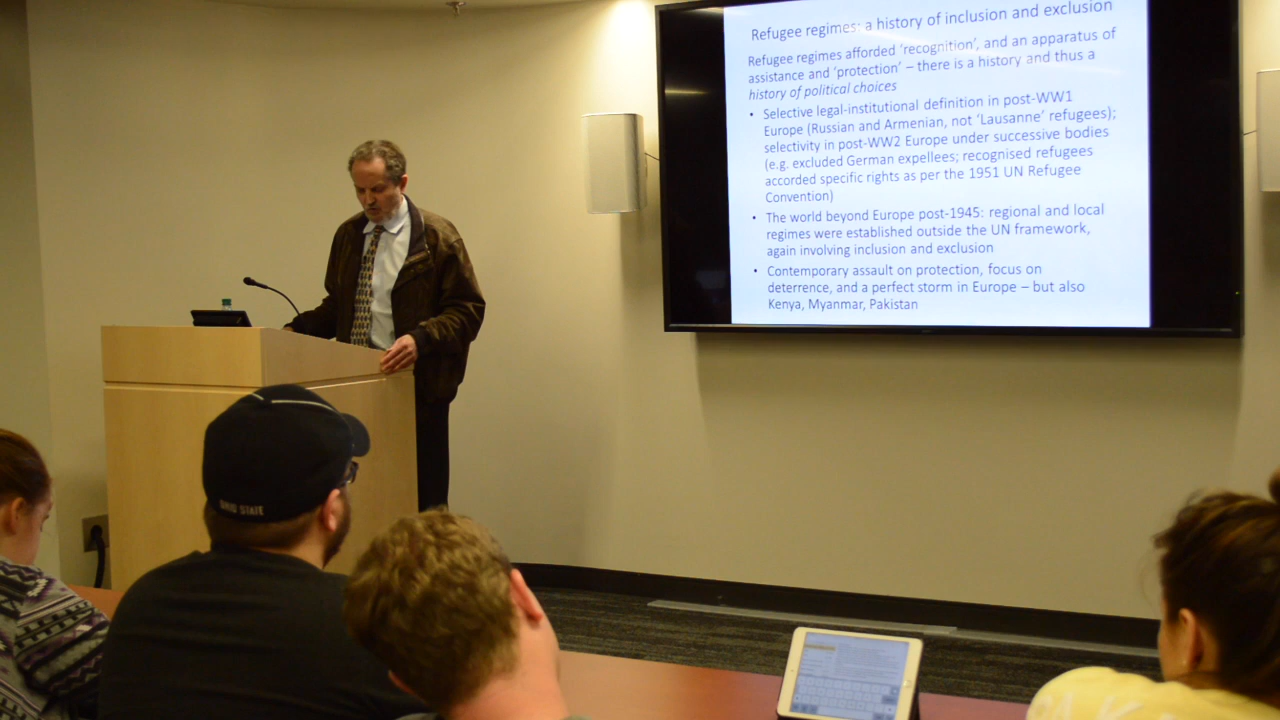 Refugee regimes: a history of inclusion and exclusion
Refugee regimes afforded 'recognition', and an apparatus of
assistance and 'protection' – there is a history and thus a
history of political choices
• Selective legal-institutional definition in post-WW1
Europe (Russian and Armenian, not 'Lausanne' refugees);
selectivity in post-WW2 Europe under successive bodies
(e.g. excluded German expellees; recognised refugees
accorded specific rights as per the 1951 UN Refugee
Convention)
• The world beyond Europe post-1945: regional and local
regimes were established outside the UN framework,
again involving inclusion and exclusion
• Contemporary assault on protection, focus on
deterrence, and a perfect storm in Europe – but also
Kenya, Myanmar, Pakistan
OHIO STATE